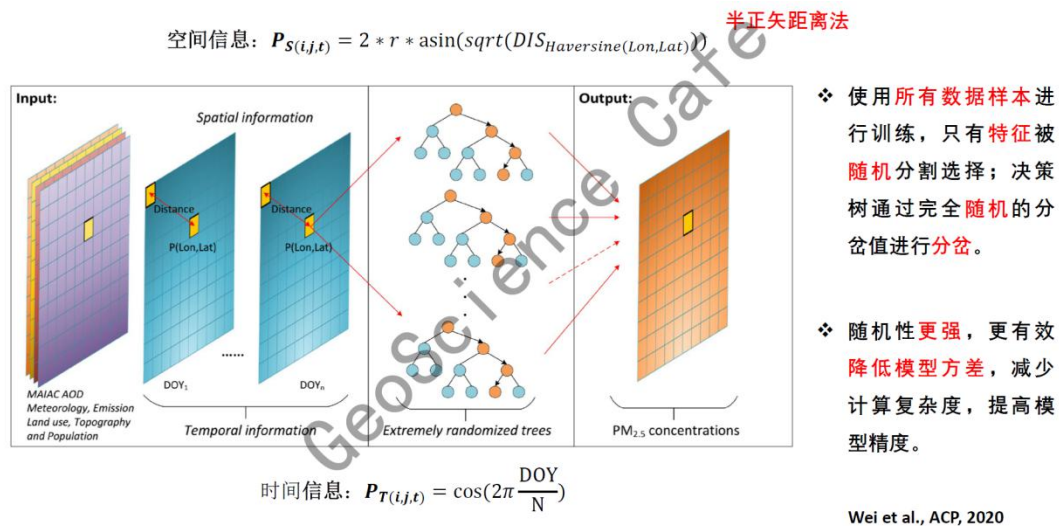 半正矢距离法
空间信息：P_S(i,j,t) = 2 * r * asin(sqrt(DIS_Haversine(Lon,Lat)))
Input:
Spatial information
Distance
P(Lon,Lat)
Distance
P(Lon,Lat)
......
DOY₁
DOYₙ
MAIAC AOD
Meteorology, Emission
Land use, Topography
and Population
Temporal information
Extremely randomized trees
Output:
PM₂.₅ concentrations
时间信息：P_T(i,j,t) = cos(2π DOY/N)
❖ 使用所有数据样本进
行训练，只有特征被
随机分割选择；决策
树通过完全随机的分
岔值进行分岔。
❖ 随机性更强，更有效
降低模型方差，减少
计算复杂度，提高模
型精度。
Wei et al., ACP, 2020
GeoScience Cafe